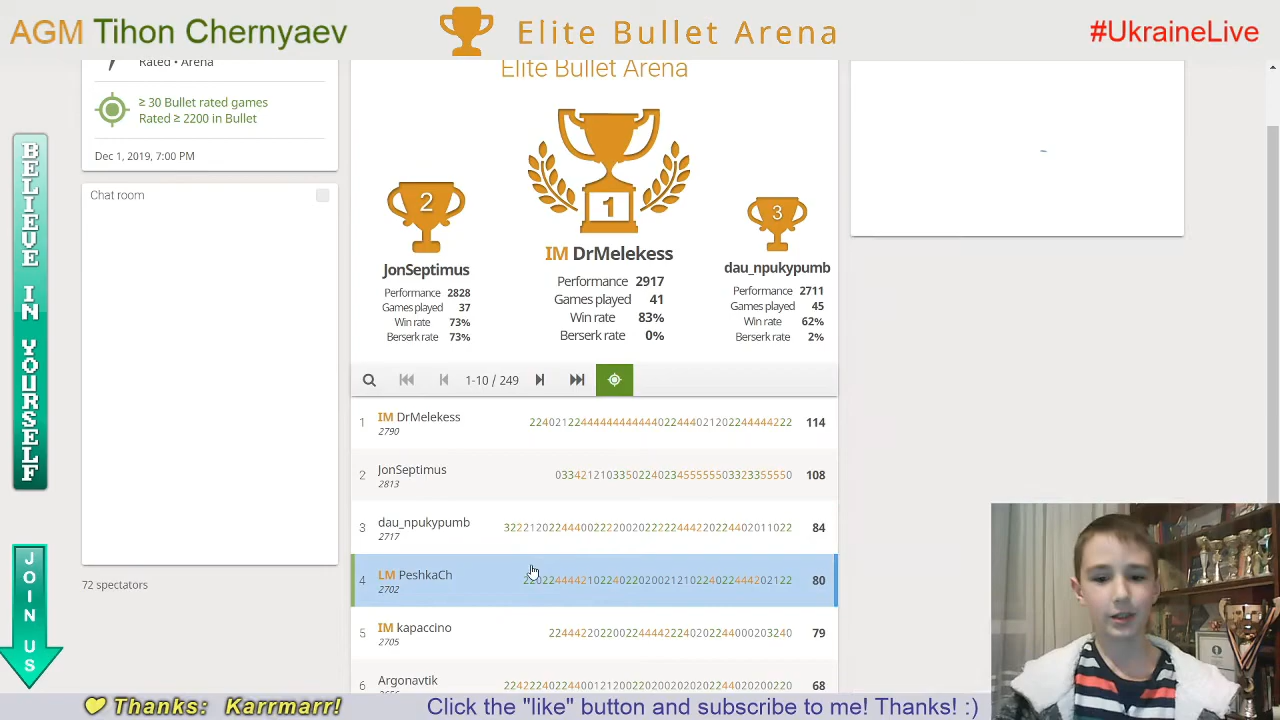 AGM Tihon Chernyaev
Elite Bullet Arena
#UkraineLive
Rated • Arena
≥ 30 Bullet rated games
Rated ≥ 2200 in Bullet
Dec 1, 2019, 7:00 PM
Chat room
72 spectators
BELIEVE IN YOURSELF
JOIN US
Elite Bullet Arena
2
1
3
JonSeptimus
Performance 2828
Games played 37
Win rate 73%
Berserk rate 73%
IM DrMelekess
Performance 2917
Games played 41
Win rate 83%
Berserk rate 0%
dau_npukypumb
Performance 2711
Games played 45
Win rate 62%
Berserk rate 2%
1-10 / 249
1 IM DrMelekess 114
2790
2 JonSeptimus 108
2813
3 dau_npukypumb 84
2717
4 LM PeshkaCh 80
2702
5 IM kapaccino 79
2705
6 Argonavtik 68
Thanks: Karrmarr!
Click the "like" button and subscribe to me! Thanks! :)